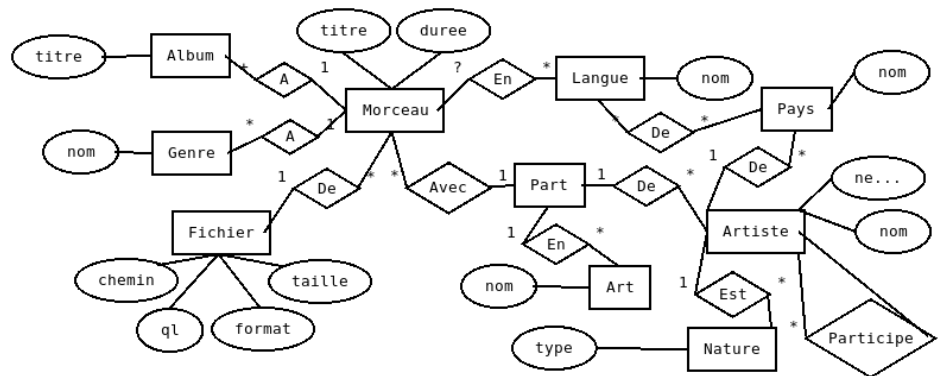 titre
duree
titre
Album
+
A
1
?
En
*
Langue
nom
nom
Morceau
*
A
1
*
De
*
Pays
nom
Genre
1
De
*
*
Avec
1
Part
1
De
*
1
De
*
ne...
Fichier
1
En
*
Artiste
nom
chemin
taille
nom
Art
1
Est
*
ql
format
*
Participe
type
Nature